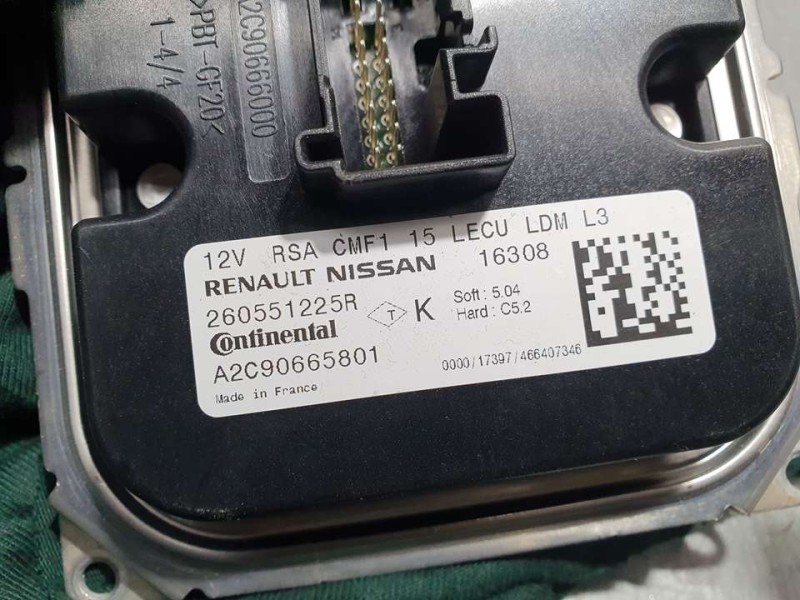 >PBT-GF20<
1-4/4
A2C90666000
12V RSA CMF1 15 LECU LDM L3
RENAULT NISSAN 16308
260551225R T K Soft : 5.04
Hard : C5.2
Continental
A2C90665801 0000/17397/466407346
Made in France